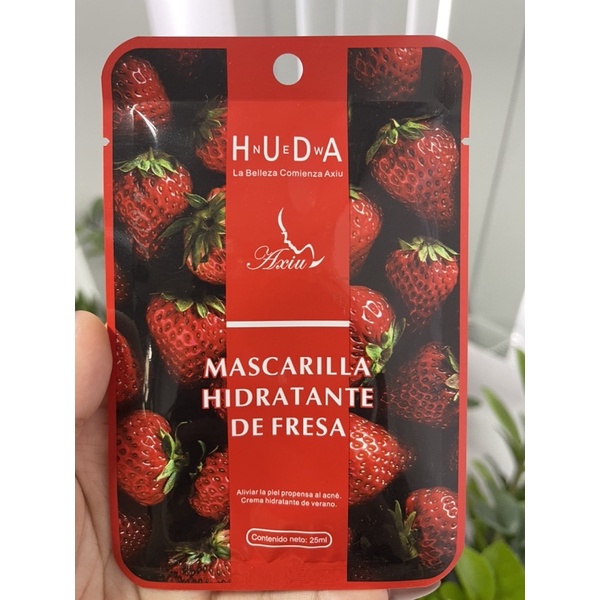 HNUEDWA
La Belleza Comienza Axiu
Axiu
MASCARILLA
HIDRATANTE
DE FRESA
Aliviar la piel propensa al acné.
Crema hidratante de verano.
Contenido neto: 25ml